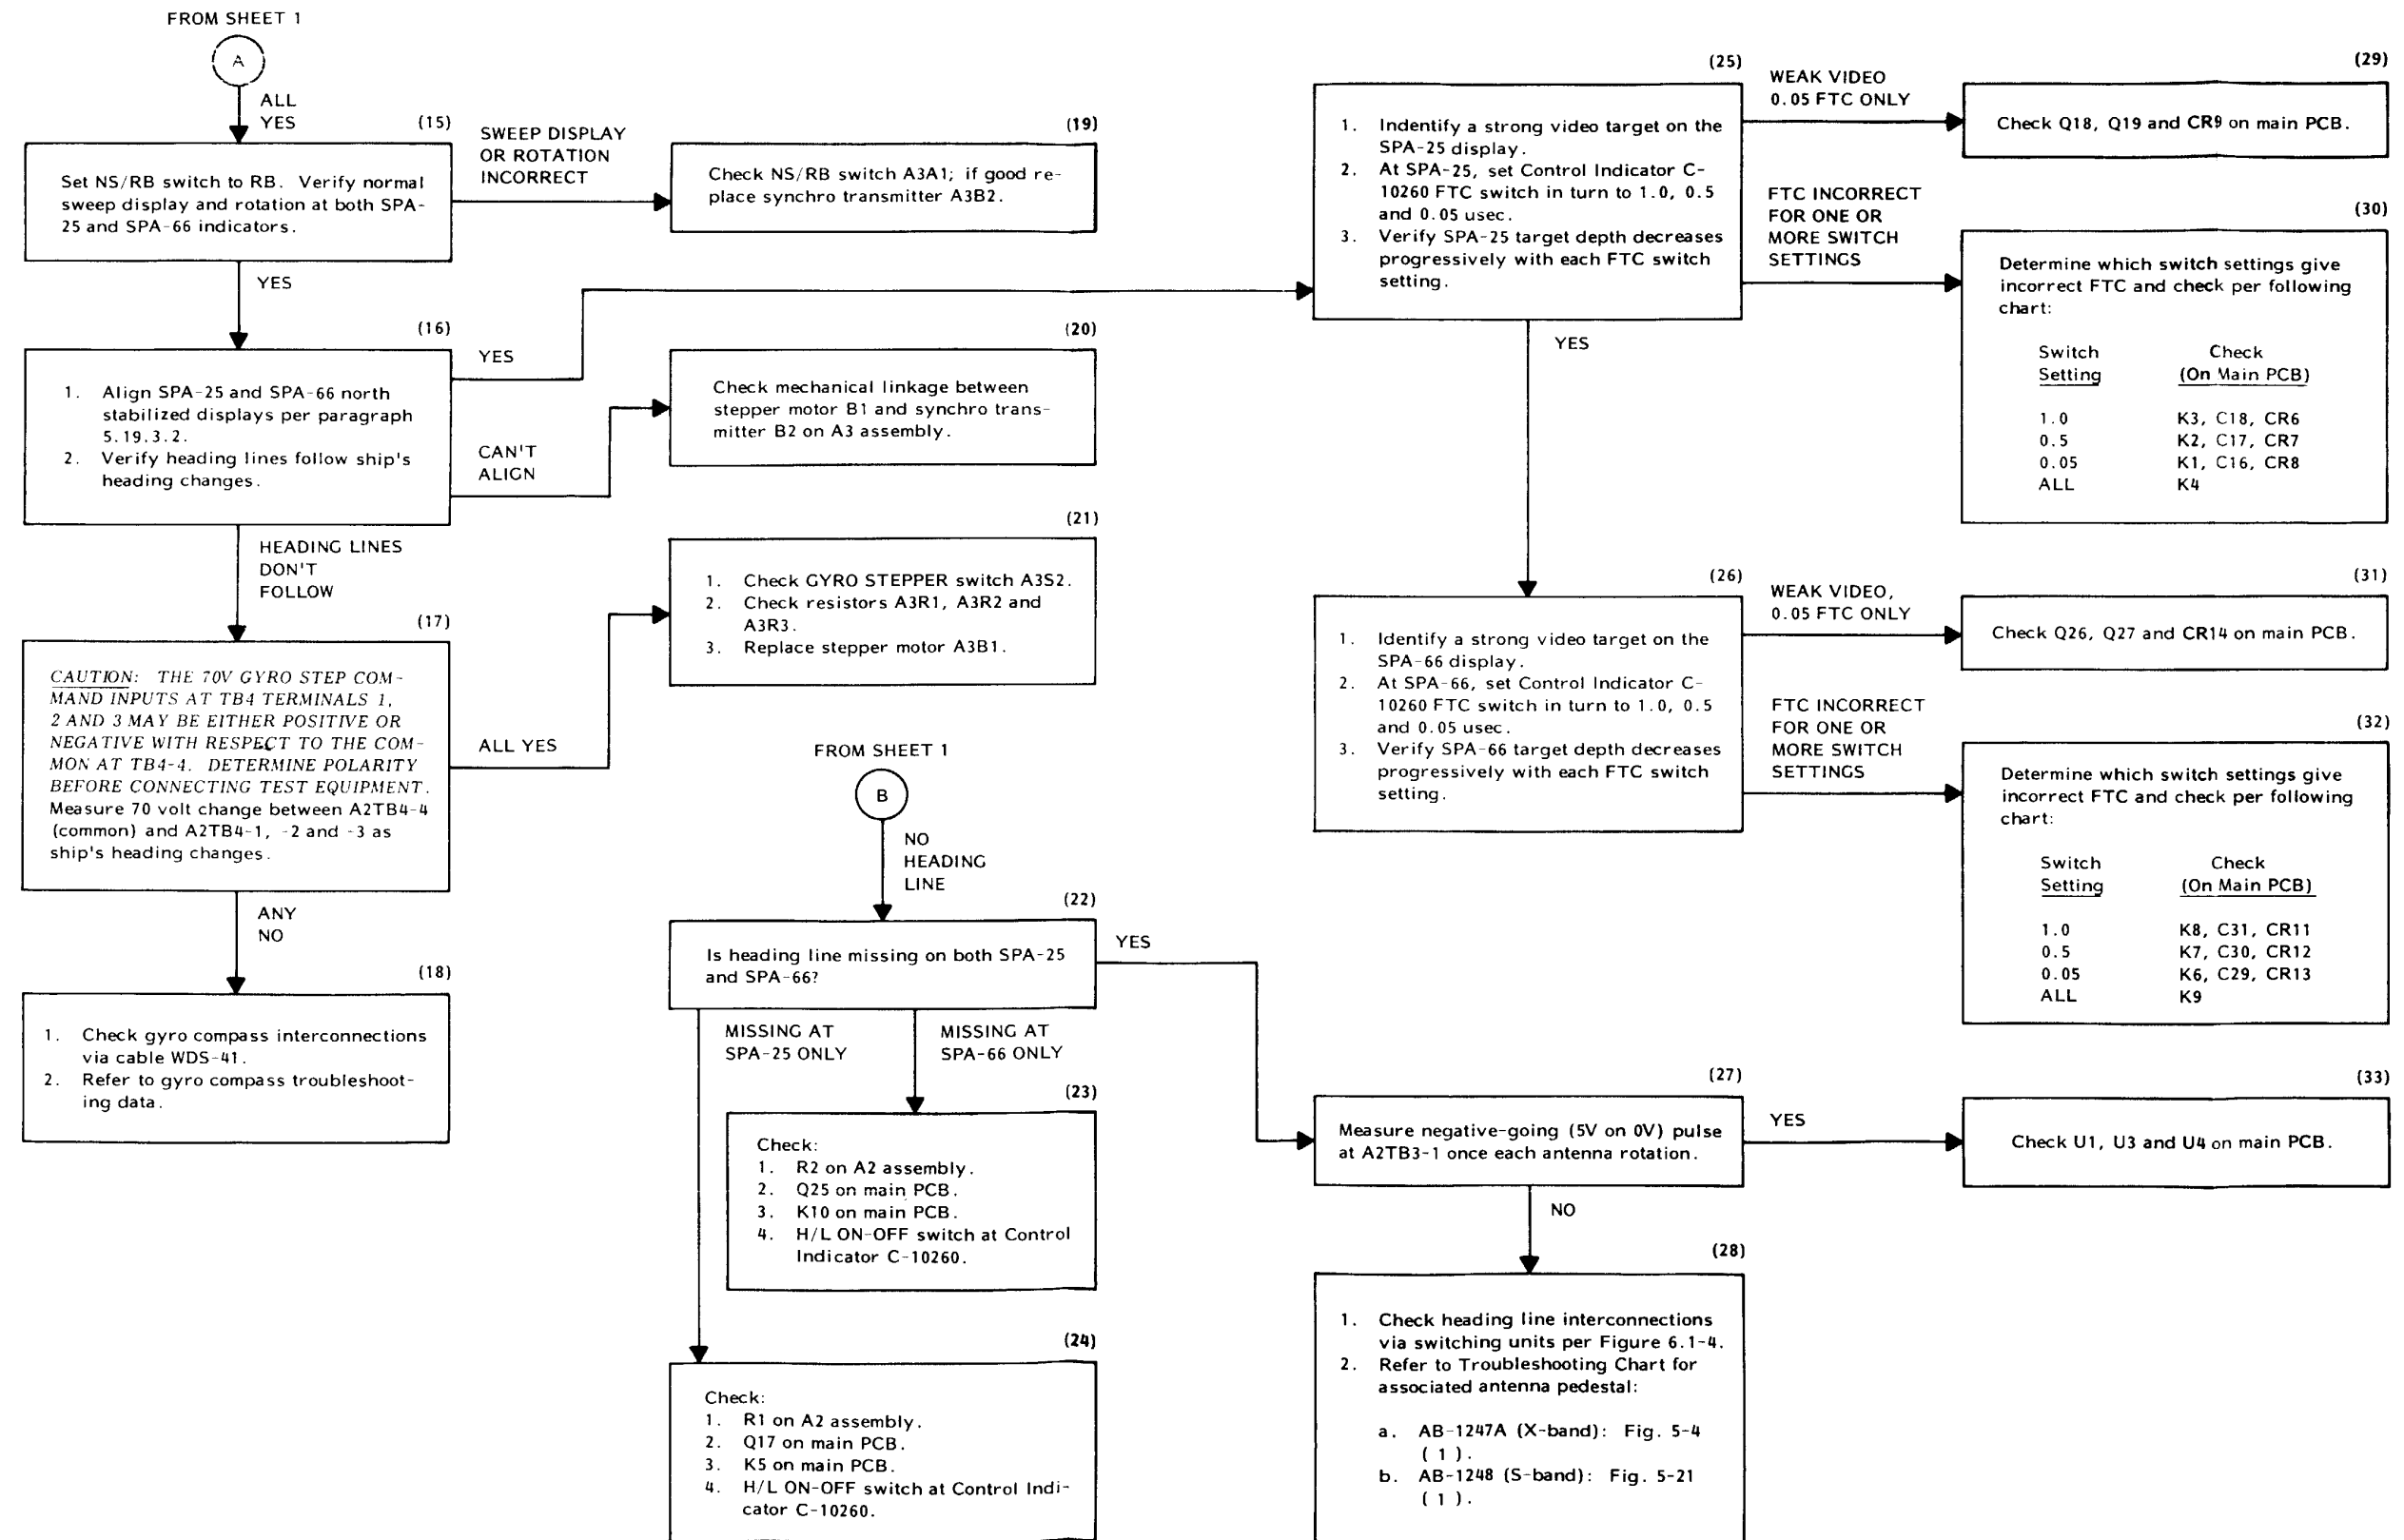 FROM SHEET 1
A
ALL
YES
(15)
Set NS/RB switch to RB. Verify normal
sweep display and rotation at both SPA-
25 and SPA-66 indicators.
SWEEP DISPLAY
OR ROTATION
INCORRECT
(19)
Check NS/RB switch A3A1; if good re-
place synchro transmitter A3B2.
YES
(16)
1. Align SPA-25 and SPA-66 north
stabilized displays per paragraph
5.19.3.2.
2. Verify heading lines follow ship's
heading changes.
YES
CAN'T
ALIGN
(20)
Check mechanical linkage between
stepper motor B1 and synchro trans-
mitter B2 on A3 assembly.
HEADING LINES
DON'T
FOLLOW
(17)
CAUTION: THE 70V GYRO STEP COM-
MAND INPUTS AT TB4 TERMINALS 1,
2 AND 3 MAY BE EITHER POSITIVE OR
NEGATIVE WITH RESPECT TO THE COM-
MON AT TB4-4. DETERMINE POLARITY
BEFORE CONNECTING TEST EQUIPMENT.
Measure 70 volt change between A2TB4-4
(common) and A2TB4-1, -2 and -3 as
ship's heading changes.
ALL YES
(21)
1. Check GYRO STEPPER switch A3S2.
2. Check resistors A3R1, A3R2 and
A3R3.
3. Replace stepper motor A3B1.
ANY
NO
(18)
1. Check gyro compass interconnections
via cable WDS-41.
2. Refer to gyro compass troubleshoot-
ing data.
FROM SHEET 1
B
NO
HEADING
LINE
(22)
Is heading line missing on both SPA-25
and SPA-66?
YES
MISSING AT
SPA-25 ONLY
MISSING AT
SPA-66 ONLY
(23)
Check:
1. R2 on A2 assembly.
2. Q25 on main PCB.
3. K10 on main PCB.
4. H/L ON-OFF switch at Control
Indicator C-10260.
(24)
Check:
1. R1 on A2 assembly.
2. Q17 on main PCB.
3. K5 on main PCB.
4. H/L ON-OFF switch at Control Indi-
cator C-10260.
(25)
1. Indentify a strong video target on the
SPA-25 display.
2. At SPA-25, set Control Indicator C-
10260 FTC switch in turn to 1.0, 0.5
and 0.05 usec.
3. Verify SPA-25 target depth decreases
progressively with each FTC switch
setting.
WEAK VIDEO
0.05 FTC ONLY
(29)
Check Q18, Q19 and CR9 on main PCB.
FTC INCORRECT
FOR ONE OR
MORE SWITCH
SETTINGS
(30)
Determine which switch settings give
incorrect FTC and check per following
chart:
Switch Check
Setting (On Main PCB)
1.0 K3, C18, CR6
0.5 K2, C17, CR7
0.05 K1, C16, CR8
ALL K4
YES
(26)
1. Identify a strong video target on the
SPA-66 display.
2. At SPA-66, set Control Indicator C-
10260 FTC switch in turn to 1.0, 0.5
and 0.05 usec.
3. Verify SPA-66 target depth decreases
progressively with each FTC switch
setting.
WEAK VIDEO,
0.05 FTC ONLY
(31)
Check Q26, Q27 and CR14 on main PCB.
FTC INCORRECT
FOR ONE OR
MORE SWITCH
SETTINGS
(32)
Determine which switch settings give
incorrect FTC and check per following
chart:
Switch Check
Setting (On Main PCB)
1.0 K8, C31, CR11
0.5 K7, C30, CR12
0.05 K6, C29, CR13
ALL K9
(27)
Measure negative-going (5V on 0V) pulse
at A2TB3-1 once each antenna rotation.
YES
(33)
Check U1, U3 and U4 on main PCB.
NO
(28)
1. Check heading line interconnections
via switching units per Figure 6.1-4.
2. Refer to Troubleshooting Chart for
associated antenna pedestal:
a. AB-1247A (X-band): Fig. 5-4
( 1 ).
b. AB-1248 (S-band): Fig. 5-21
( 1 ).